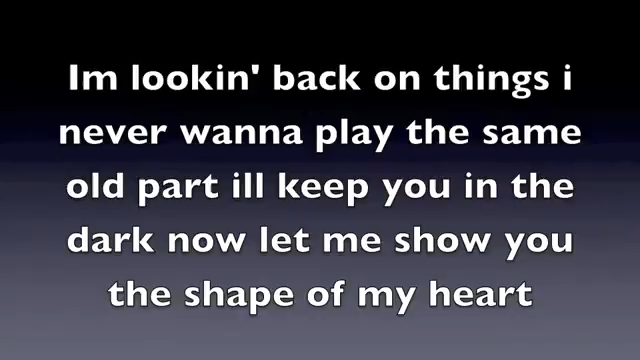 Im lookin' back on things i
never wanna play the same
old part ill keep you in the
dark now let me show you
the shape of my heart